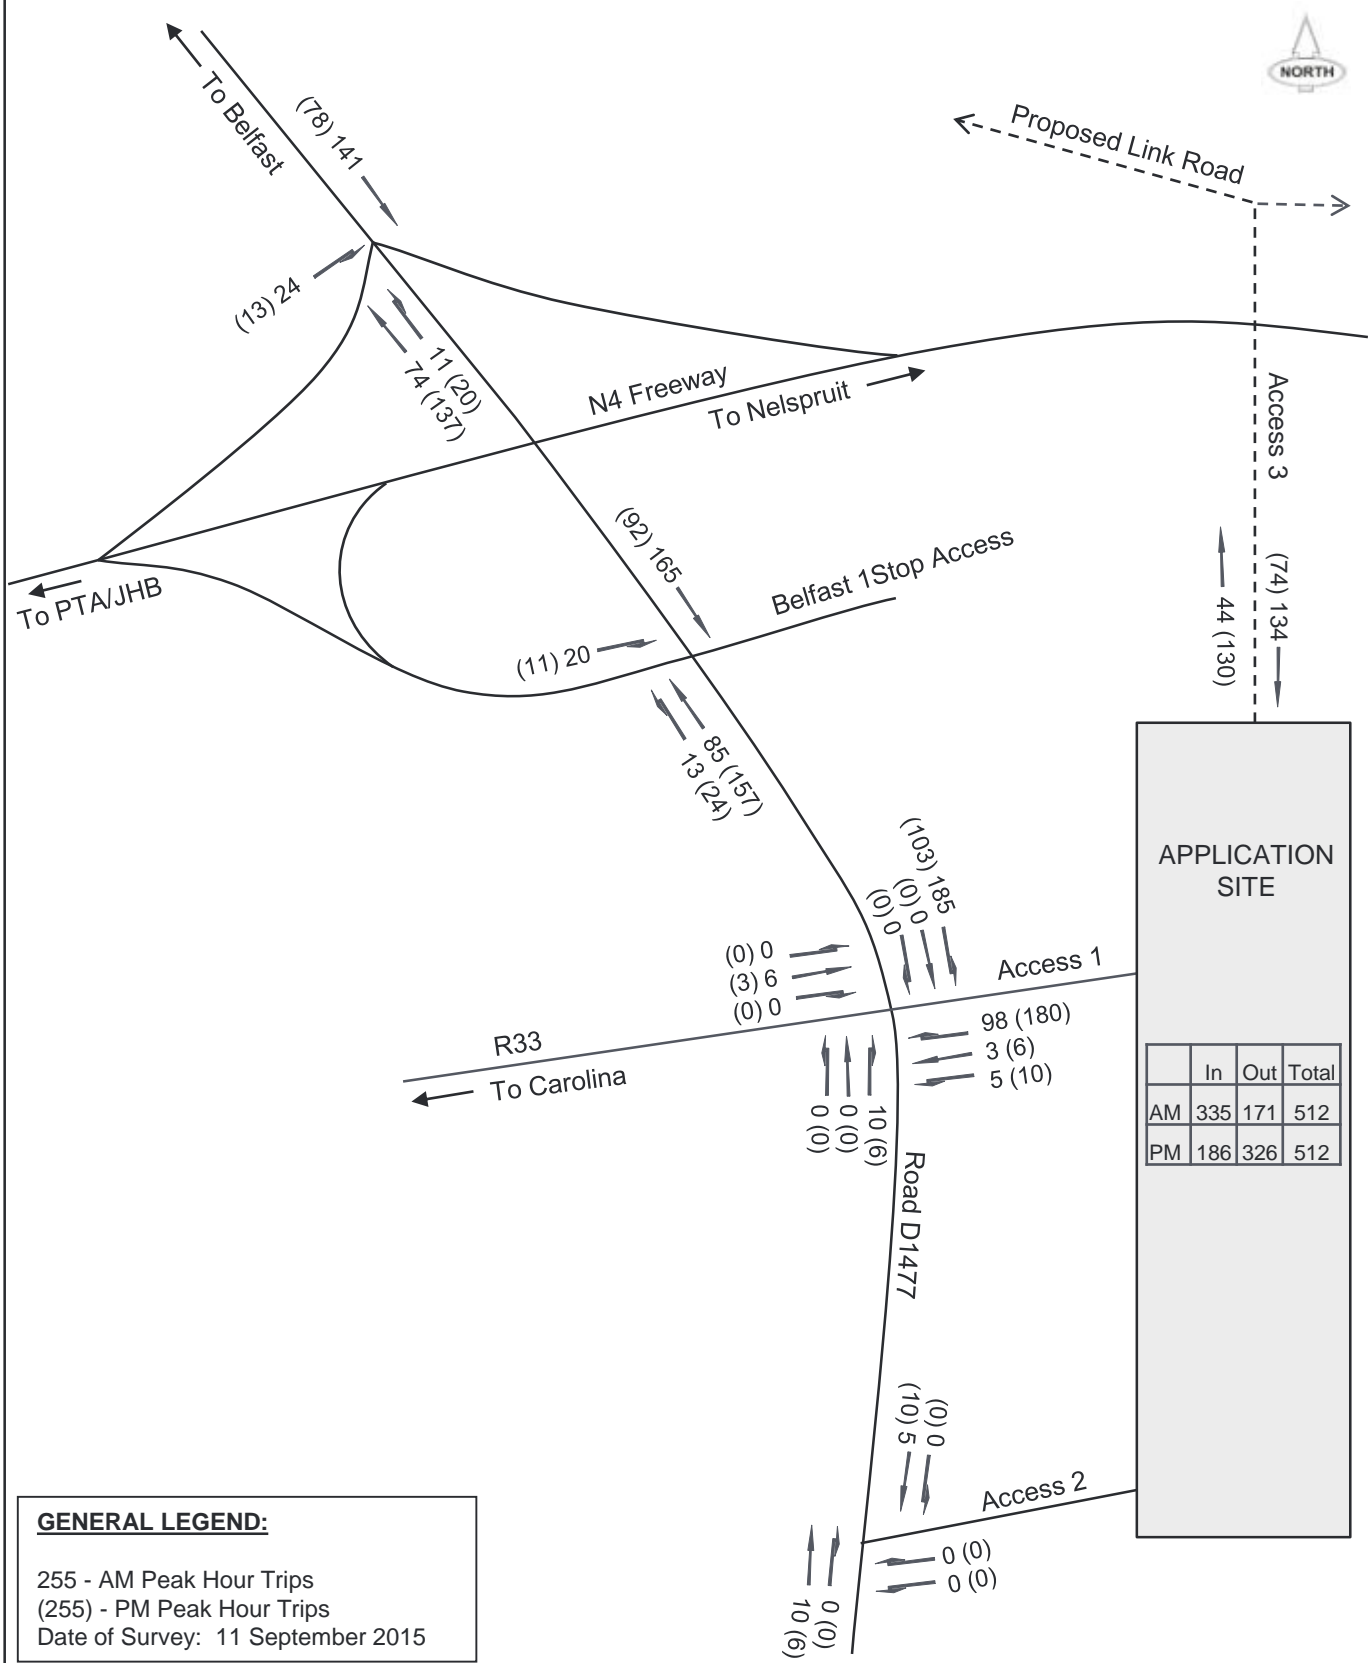 NORTH
To Belfast
(78) 141
Proposed Link Road
(13) 24
11 (20)
74 (137)
N4 Freeway
To Nelspruit
Access 3
(92) 165
Belfast 1Stop Access
To PTA/JHB
(11) 20
44 (130)
(74) 134
85 (157)
13 (24)
APPLICATION
SITE
(103) 185
(0) 0
(0) 0
(0) 0
(3) 6
(0) 0
Access 1
98 (180)
3 (6)
5 (10)
R33
To Carolina
In Out Total
AM 335 171 512
PM 186 326 512
0 (0)
0 (0)
10 (6)
Road D1477
(10) 5
(0) 0
Access 2
0 (0)
0 (0)
10 (6)
0 (0)
GENERAL LEGEND:
255 - AM Peak Hour Trips
(255) - PM Peak Hour Trips
Date of Survey: 11 September 2015